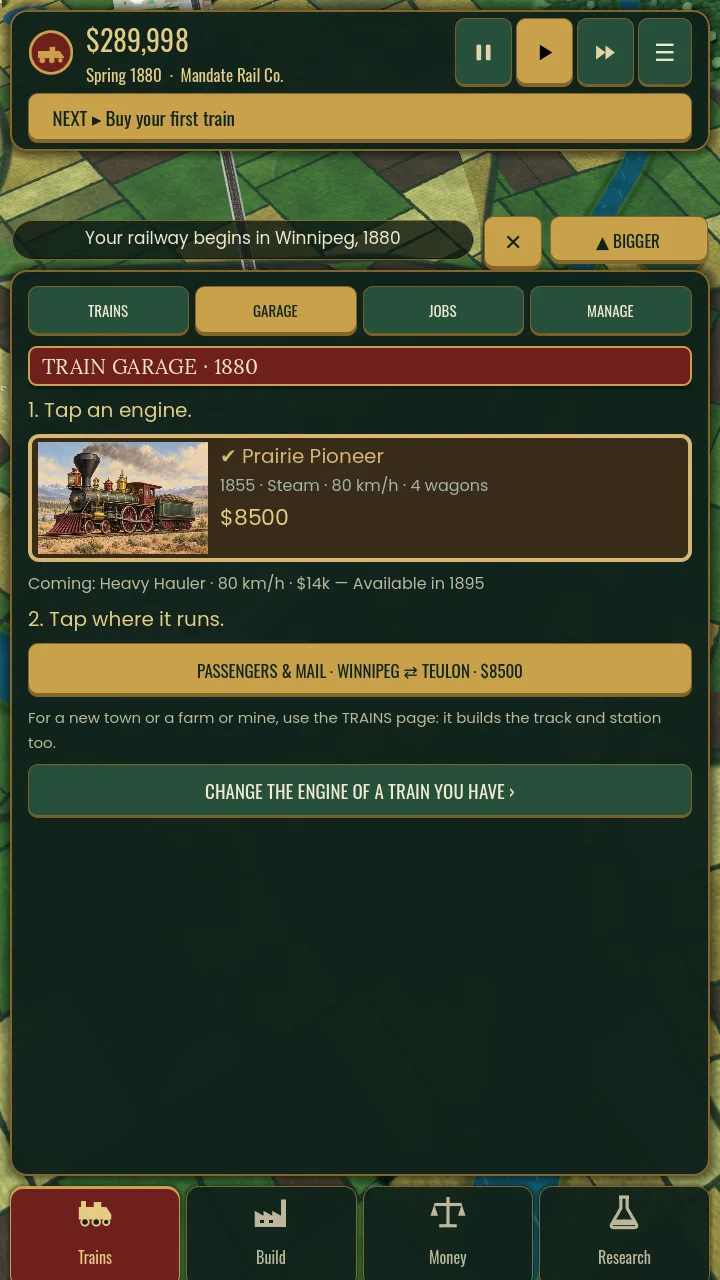 $289,998
Spring 1880 · Mandate Rail Co.
NEXT ▸ Buy your first train
Your railway begins in Winnipeg, 1880
✕
▲ BIGGER
TRAINS
GARAGE
JOBS
MANAGE
TRAIN GARAGE · 1880
1. Tap an engine.
✔ Prairie Pioneer
1855 · Steam · 80 km/h · 4 wagons
$8500
Coming: Heavy Hauler · 80 km/h · $14k — Available in 1895
2. Tap where it runs.
PASSENGERS & MAIL · WINNIPEG ⇄ TEULON · $8500
For a new town or a farm or mine, use the TRAINS page: it builds the track and station
too.
CHANGE THE ENGINE OF A TRAIN YOU HAVE ›
Trains
Build
Money
Research